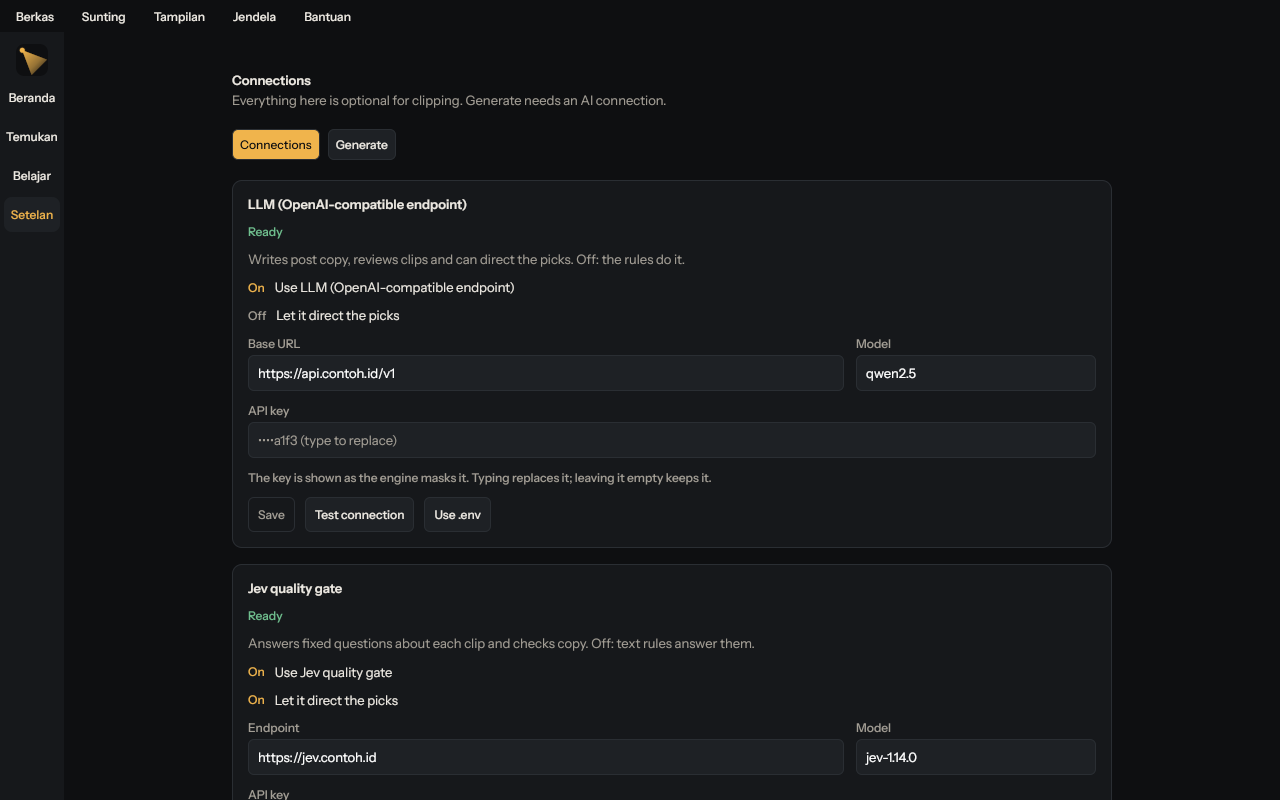 Berkas Sunting Tampilan Jendela Bantuan
Beranda
Temukan
Belajar
Setelan
Connections
Everything here is optional for clipping. Generate needs an AI connection.
Connections Generate
LLM (OpenAI-compatible endpoint)
Ready
Writes post copy, reviews clips and can direct the picks. Off: the rules do it.
On Use LLM (OpenAI-compatible endpoint)
Off Let it direct the picks
Base URL Model
https://api.contoh.id/v1 qwen2.5
API key
····a1f3 (type to replace)
The key is shown as the engine masks it. Typing replaces it; leaving it empty keeps it.
Save Test connection Use .env
Jev quality gate
Ready
Answers fixed questions about each clip and checks copy. Off: text rules answer them.
On Use Jev quality gate
On Let it direct the picks
Endpoint Model
https://jev.contoh.id jev-1.14.0
API key